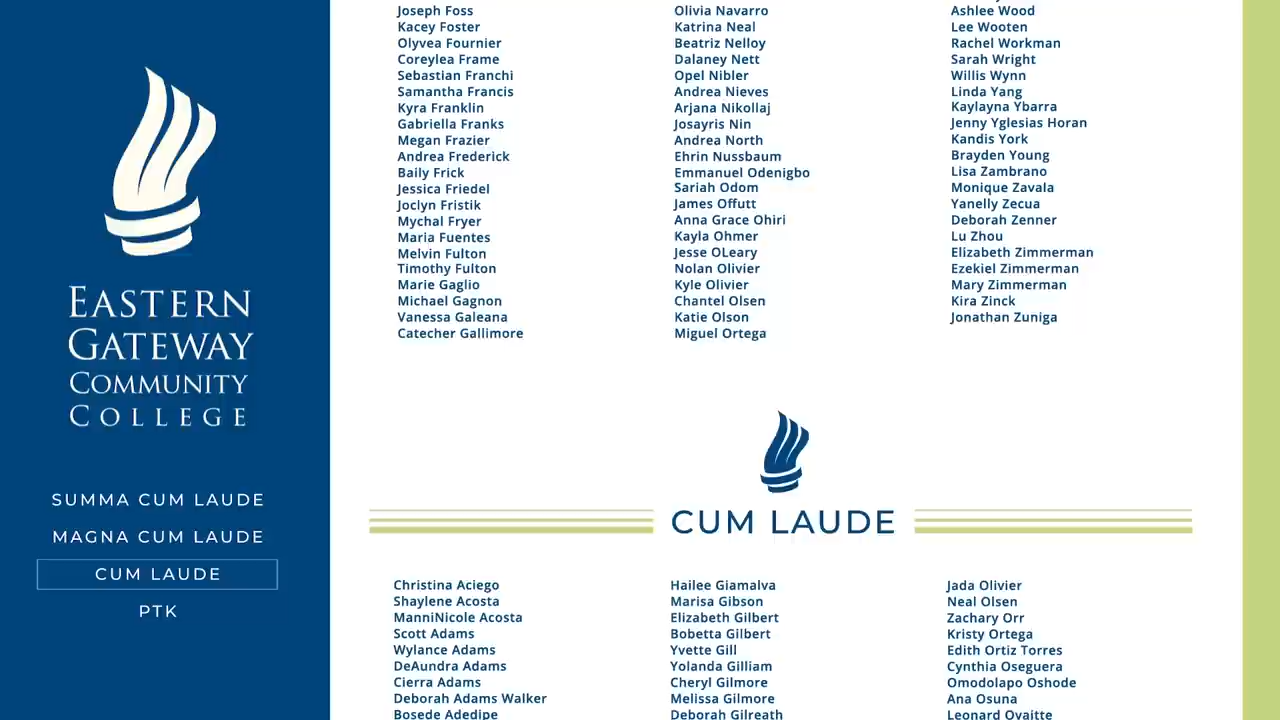 EASTERN
GATEWAY
COMMUNITY
COLLEGE
SUMMA CUM LAUDE
MAGNA CUM LAUDE
CUM LAUDE
PTK
Joseph Foss
Kacey Foster
Olyvea Fournier
Coreylea Frame
Sebastian Franchi
Samantha Francis
Kyra Franklin
Gabriella Franks
Megan Frazier
Andrea Frederick
Baily Frick
Jessica Friedel
Joclyn Fristik
Mychal Fryer
Maria Fuentes
Melvin Fulton
Timothy Fulton
Marie Gaglio
Michael Gagnon
Vanessa Galeana
Catecher Gallimore
Olivia Navarro
Katrina Neal
Beatriz Nelloy
Dalaney Nett
Opel Nibler
Andrea Nieves
Arjana Nikollaj
Josayris Nin
Andrea North
Ehrin Nussbaum
Emmanuel Odenigbo
Sariah Odom
James Offutt
Anna Grace Ohiri
Kayla Ohmer
Jesse OLeary
Nolan Olivier
Kyle Olivier
Chantel Olsen
Katie Olson
Miguel Ortega
Ashlee Wood
Lee Wooten
Rachel Workman
Sarah Wright
Willis Wynn
Linda Yang
Kaylayna Ybarra
Jenny Yglesias Horan
Kandis York
Brayden Young
Lisa Zambrano
Monique Zavala
Yanelly Zecua
Deborah Zenner
Lu Zhou
Elizabeth Zimmerman
Ezekiel Zimmerman
Mary Zimmerman
Kira Zinck
Jonathan Zuniga
CUM LAUDE
Christina Aciego
Shaylene Acosta
ManniNicole Acosta
Scott Adams
Wylance Adams
DeAundra Adams
Cierra Adams
Deborah Adams Walker
Bosede Adedipe
Hailee Giamalva
Marisa Gibson
Elizabeth Gilbert
Bobetta Gilbert
Yvette Gill
Yolanda Gilliam
Cheryl Gilmore
Melissa Gilmore
Deborah Gilreath
Jada Olivier
Neal Olsen
Zachary Orr
Kristy Ortega
Edith Ortiz Torres
Cynthia Oseguera
Omodolapo Oshode
Ana Osuna
Leonard Ovaitte